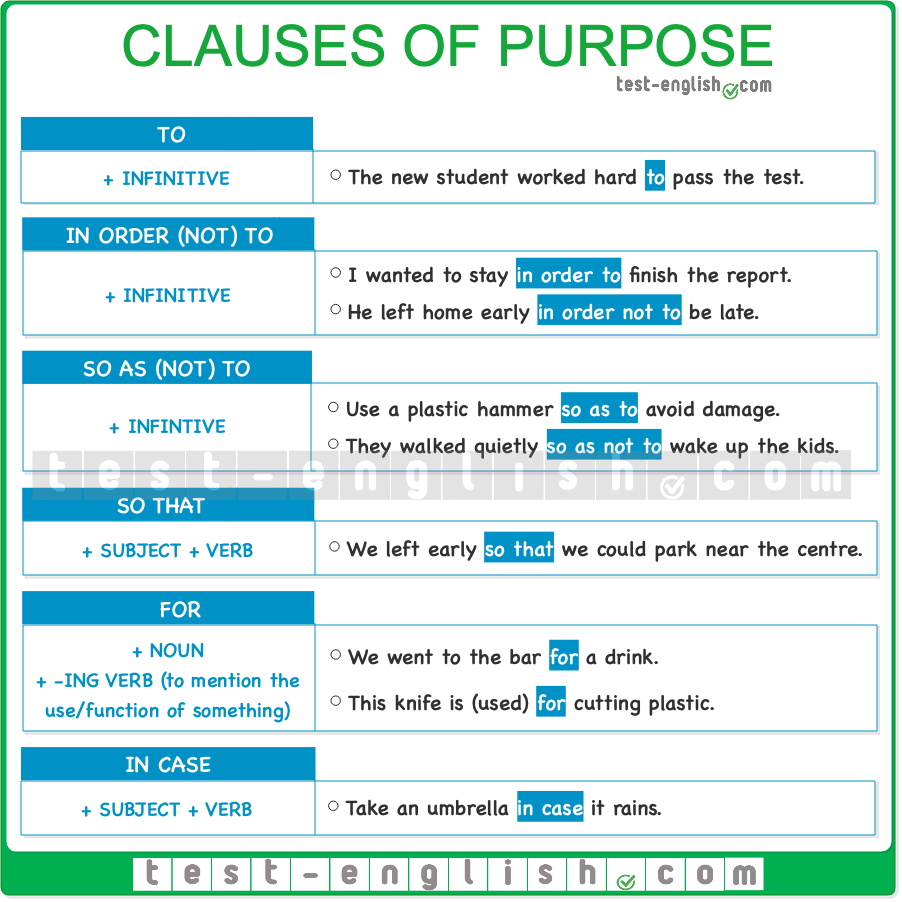 CLAUSES OF PURPOSE
test-english.com
TO
+ INFINITIVE
The new student worked hard to pass the test.
IN ORDER (NOT) TO
+ INFINITIVE
I wanted to stay in order to finish the report.
He left home early in order not to be late.
SO AS (NOT) TO
+ INFINTIVE
Use a plastic hammer so as to avoid damage.
They walked quietly so as not to wake up the kids.
test-english.com
SO THAT
+ SUBJECT + VERB
We left early so that we could park near the centre.
FOR
+ NOUN
+ -ING VERB (to mention the
use/function of something)
We went to the bar for a drink.
This knife is (used) for cutting plastic.
IN CASE
+ SUBJECT + VERB
Take an umbrella in case it rains.
test-english.com